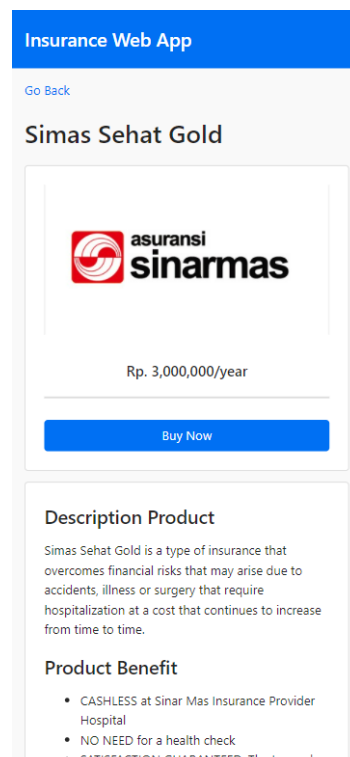 Insurance Web App
Go Back
Simas Sehat Gold
asuransi
sinarmas
Rp. 3,000,000/year
Buy Now
Description Product
Simas Sehat Gold is a type of insurance that
overcomes financial risks that may arise due to
accidents, illness or surgery that require
hospitalization at a cost that continues to increase
from time to time.
Product Benefit
• CASHLESS at Sinar Mas Insurance Provider
Hospital
• NO NEED for a health check